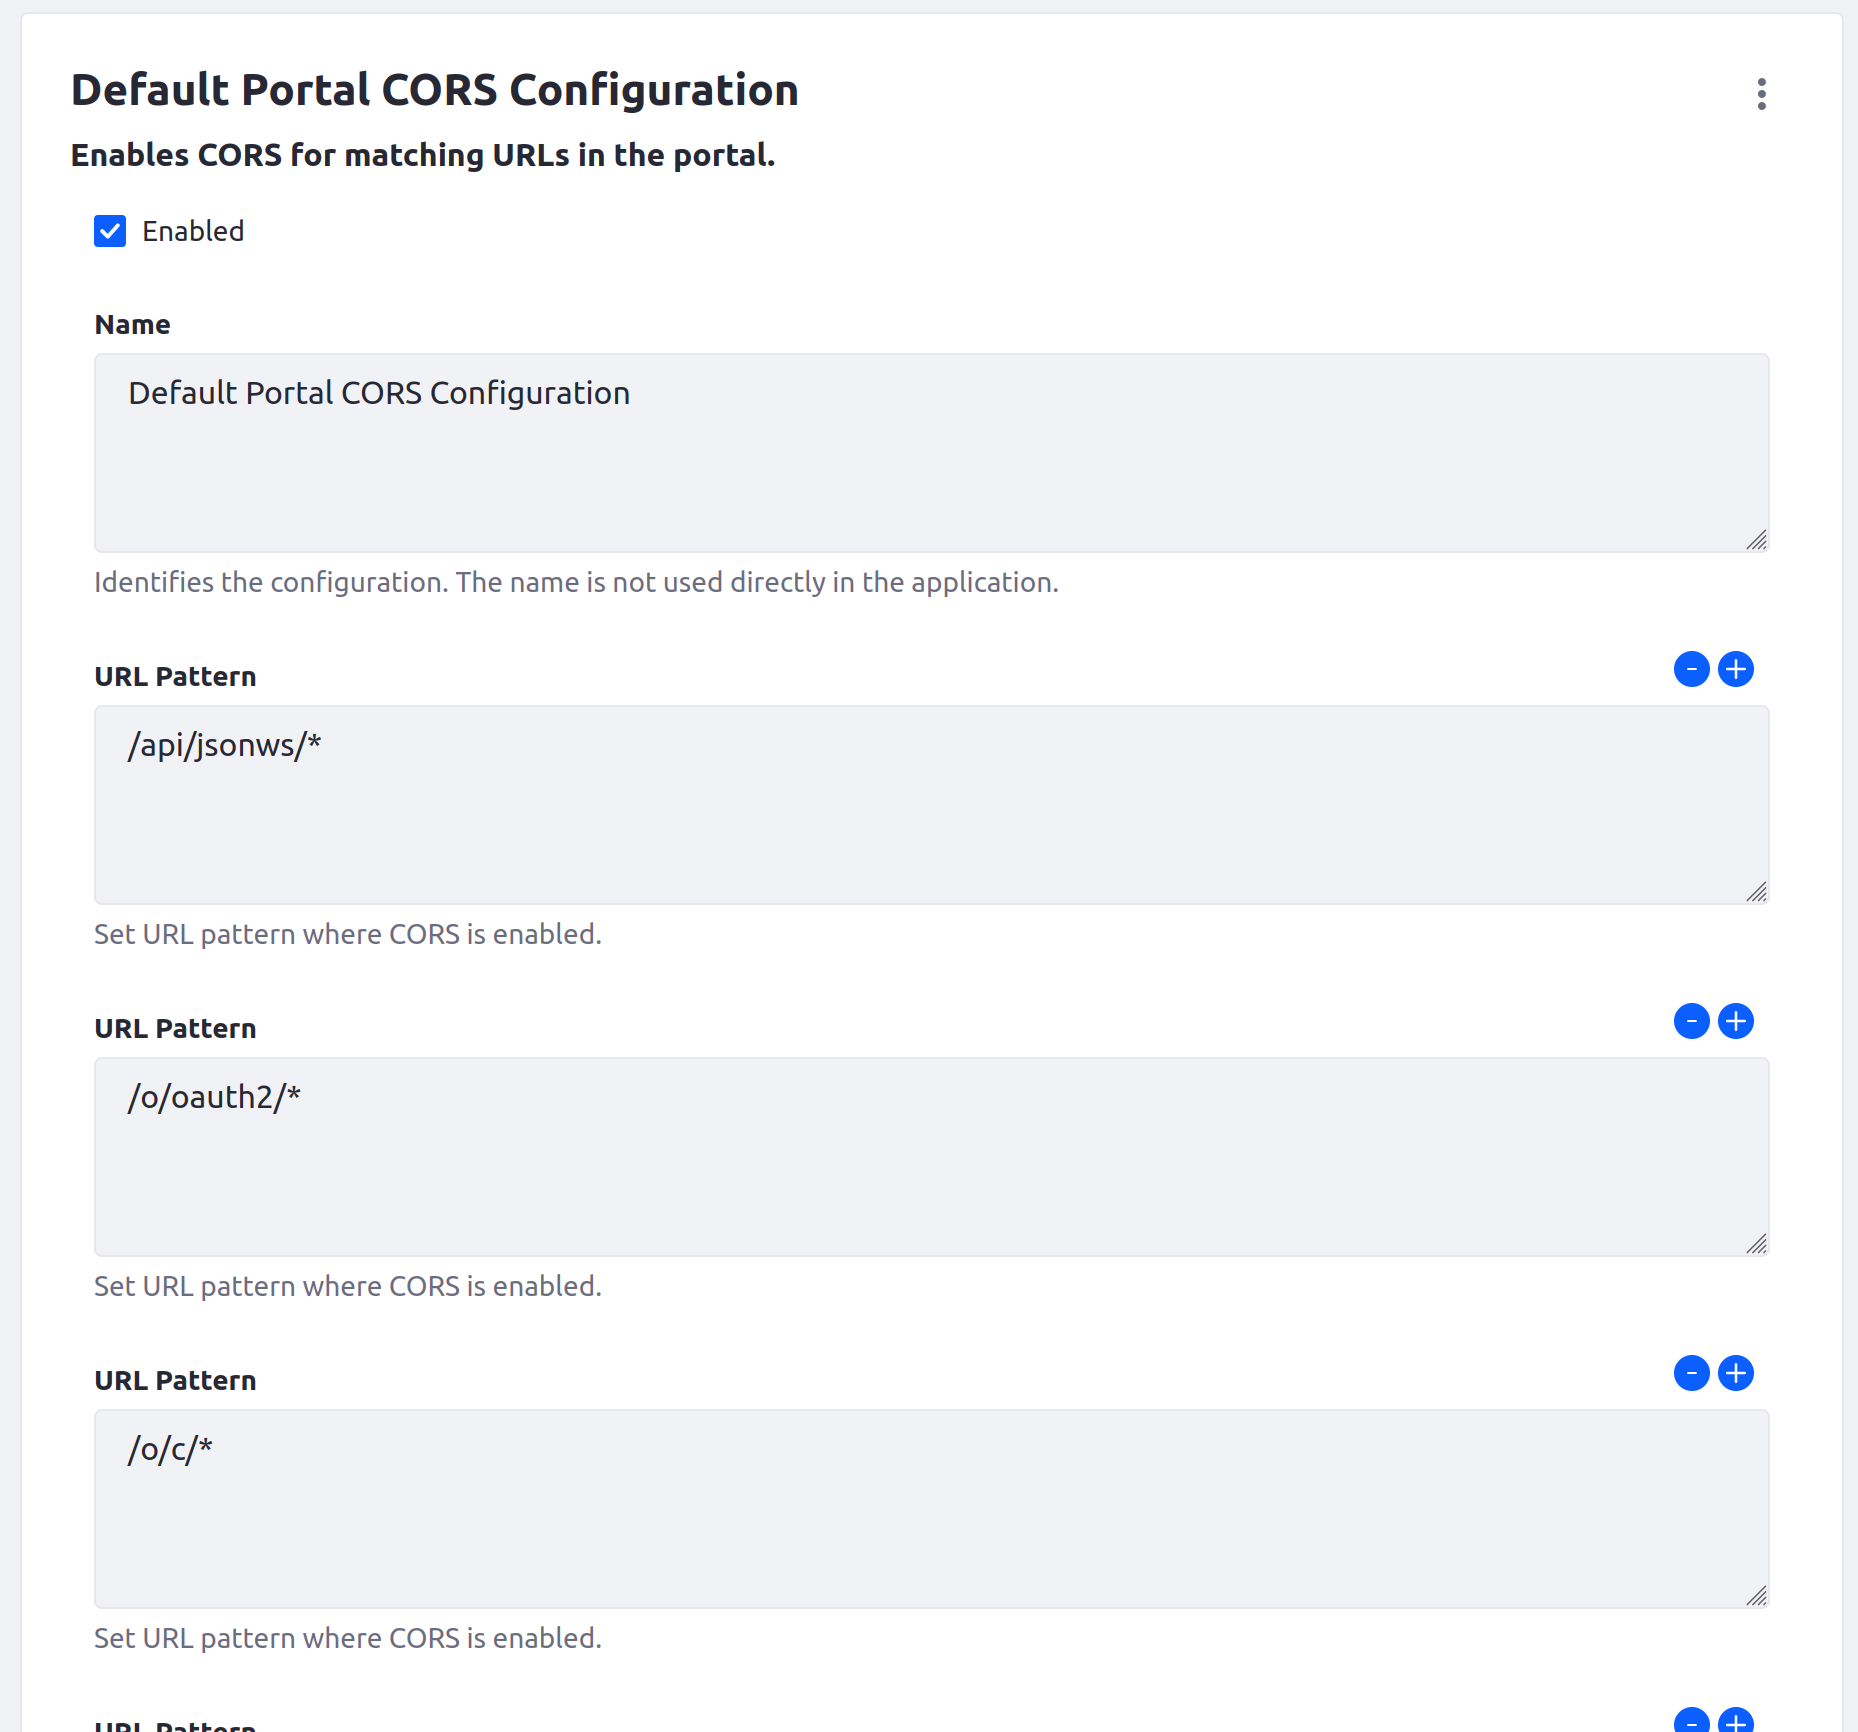 Default Portal CORS Configuration
Enables CORS for matching URLs in the portal.
Enabled
Name
Default Portal CORS Configuration
Identifies the configuration. The name is not used directly in the application.
URL Pattern
/api/jsonws/*
Set URL pattern where CORS is enabled.
URL Pattern
/o/oauth2/*
Set URL pattern where CORS is enabled.
URL Pattern
/o/c/*
Set URL pattern where CORS is enabled.
URL Pattern